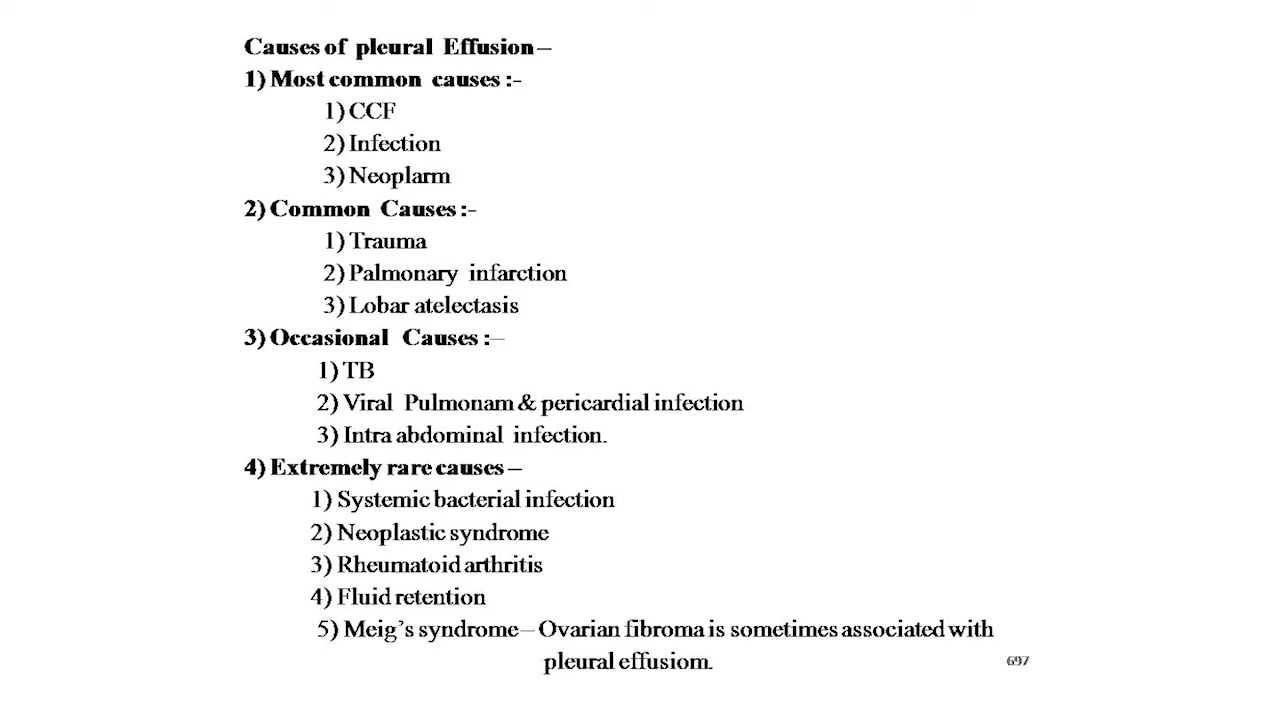 Causes of pleural Effusion –
1) Most common causes :-
1) CCF
2) Infection
3) Neoplarm
2) Common Causes :-
1) Trauma
2) Palmonary infarction
3) Lobar atelectasis
3) Occasional Causes :–
1) TB
2) Viral Pulmonam & pericardial infection
3) Intra abdominal infection.
4) Extremely rare causes –
1) Systemic bacterial infection
2) Neoplastic syndrome
3) Rheumatoid arthritis
4) Fluid retention
5) Meig's syndrome – Ovarian fibroma is sometimes associated with
pleural effusiom.
697